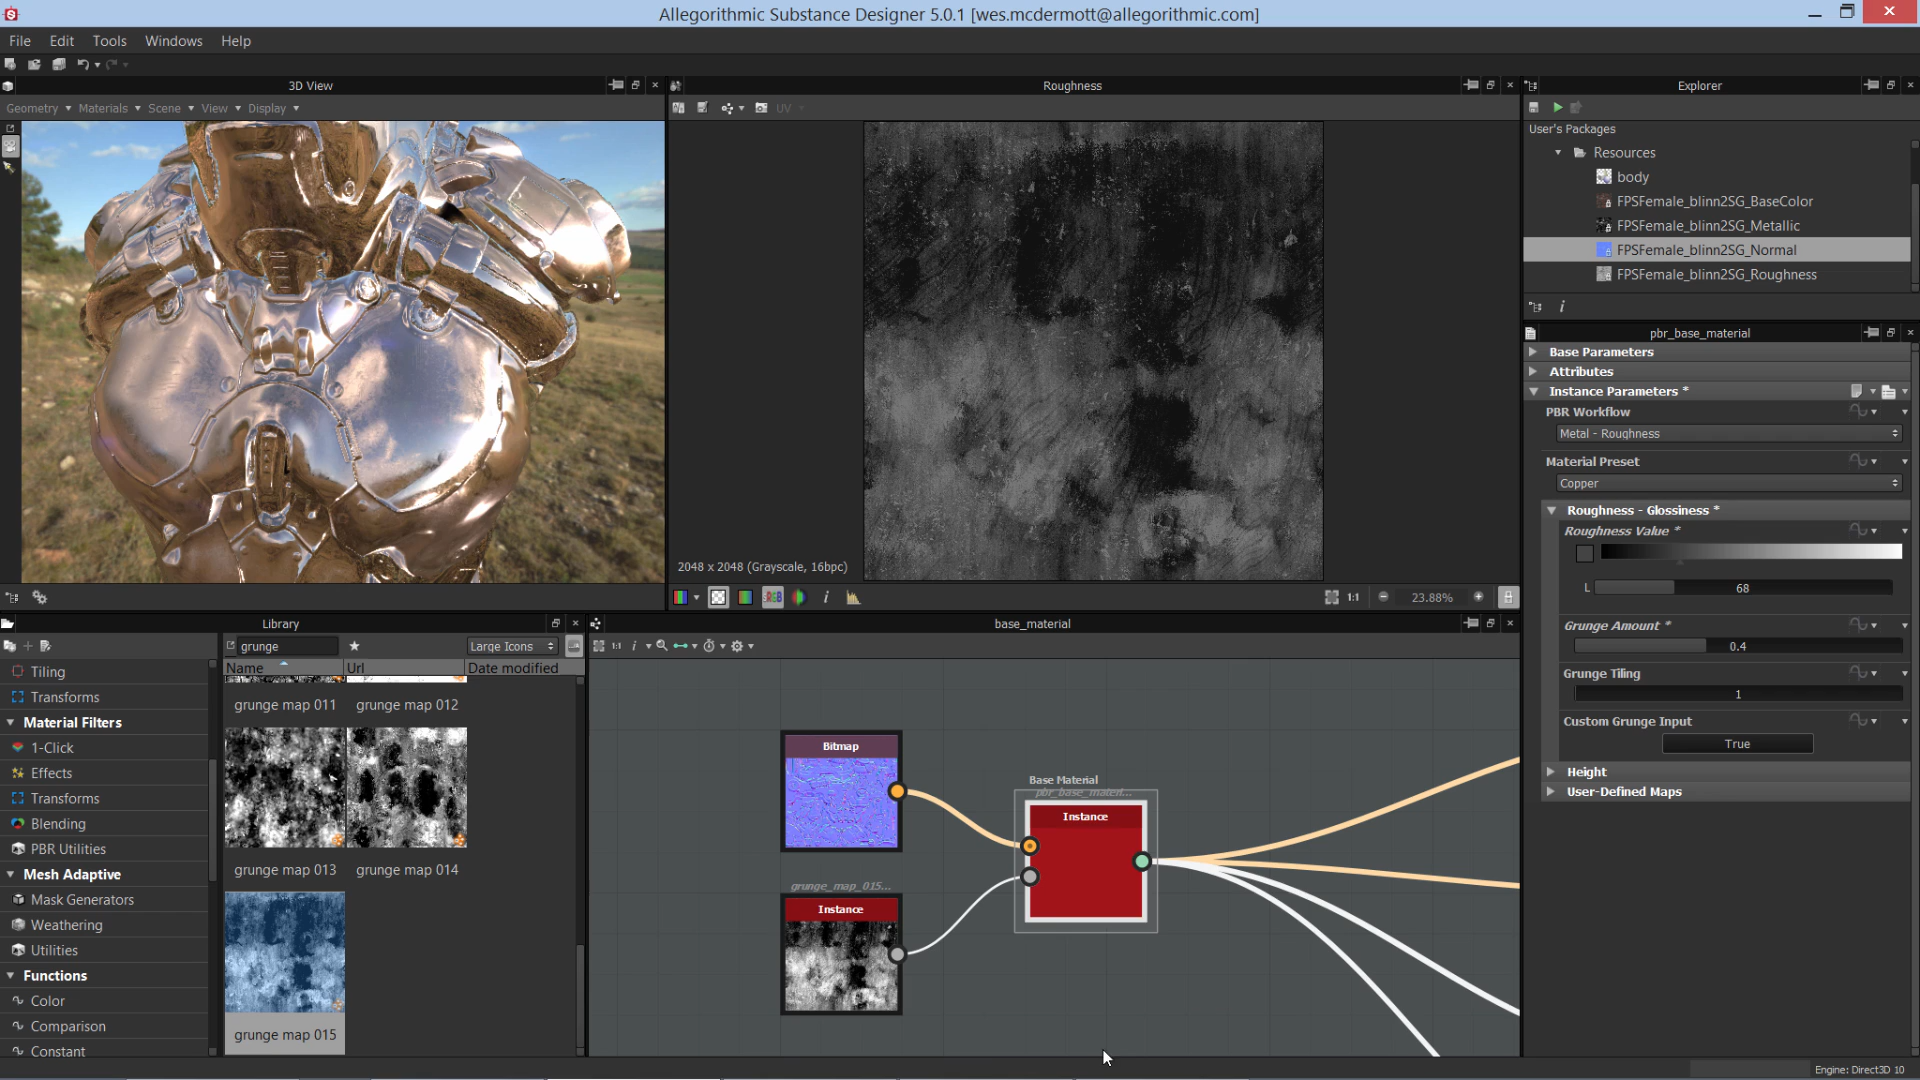 Allegorithmic Substance Designer 5.0.1 [wes.mcdermott@allegorithmic.com]
File Edit Tools Windows Help
3D View
Geometry Materials Scene View Display
Roughness
UV
2048 x 2048 (Grayscale, 16bpc)
RGB
i
1:1
23.88%
Explorer
User's Packages
Resources
body
FPSFemale_blinn2SG_BaseColor
FPSFemale_blinn2SG_Metallic
FPSFemale_blinn2SG_Normal
FPSFemale_blinn2SG_Roughness
i
pbr_base_material
Base Parameters
Attributes
Instance Parameters *
PBR Workflow
Metal - Roughness
Material Preset
Copper
Roughness - Glossiness *
Roughness Value *
L 68
Grunge Amount *
0.4
Grunge Tiling
1
Custom Grunge Input
True
Height
User-Defined Maps
Library
grunge
Large Icons
Name Url Date modified
Tiling
Transforms
Material Filters
1-Click
Effects
Transforms
Blending
PBR Utilities
Mesh Adaptive
Mask Generators
Weathering
Utilities
Functions
Color
Comparison
Constant
grunge map 011 grunge map 012
grunge map 013 grunge map 014
grunge map 015
base_material
1:1 i
Bitmap
Base Material
pbr_base_materi...
Instance
grunge_map_015...
Instance
Engine: Direct3D 10